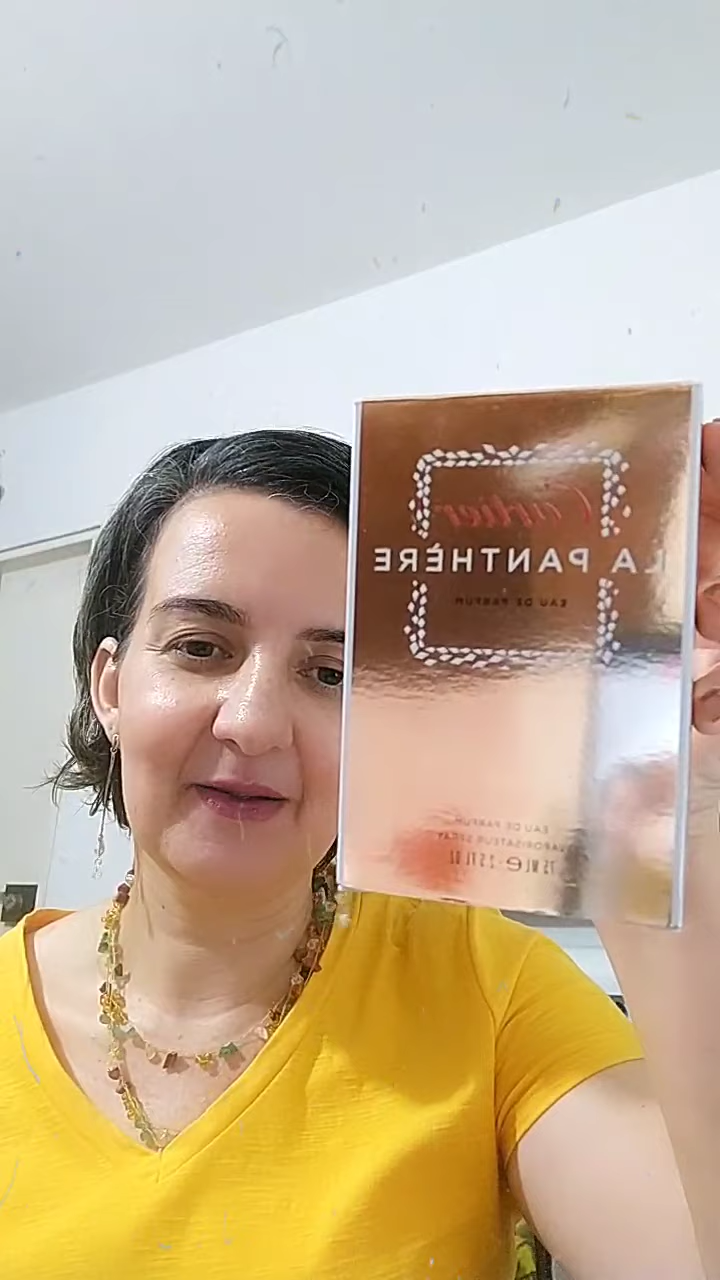 Cartier
LA PANTHÈRE
EAU DE PARFUM
EAU DE PARFUM
VAPORISATEUR SPRAY
75 ML e - 2.5 FL.OZ